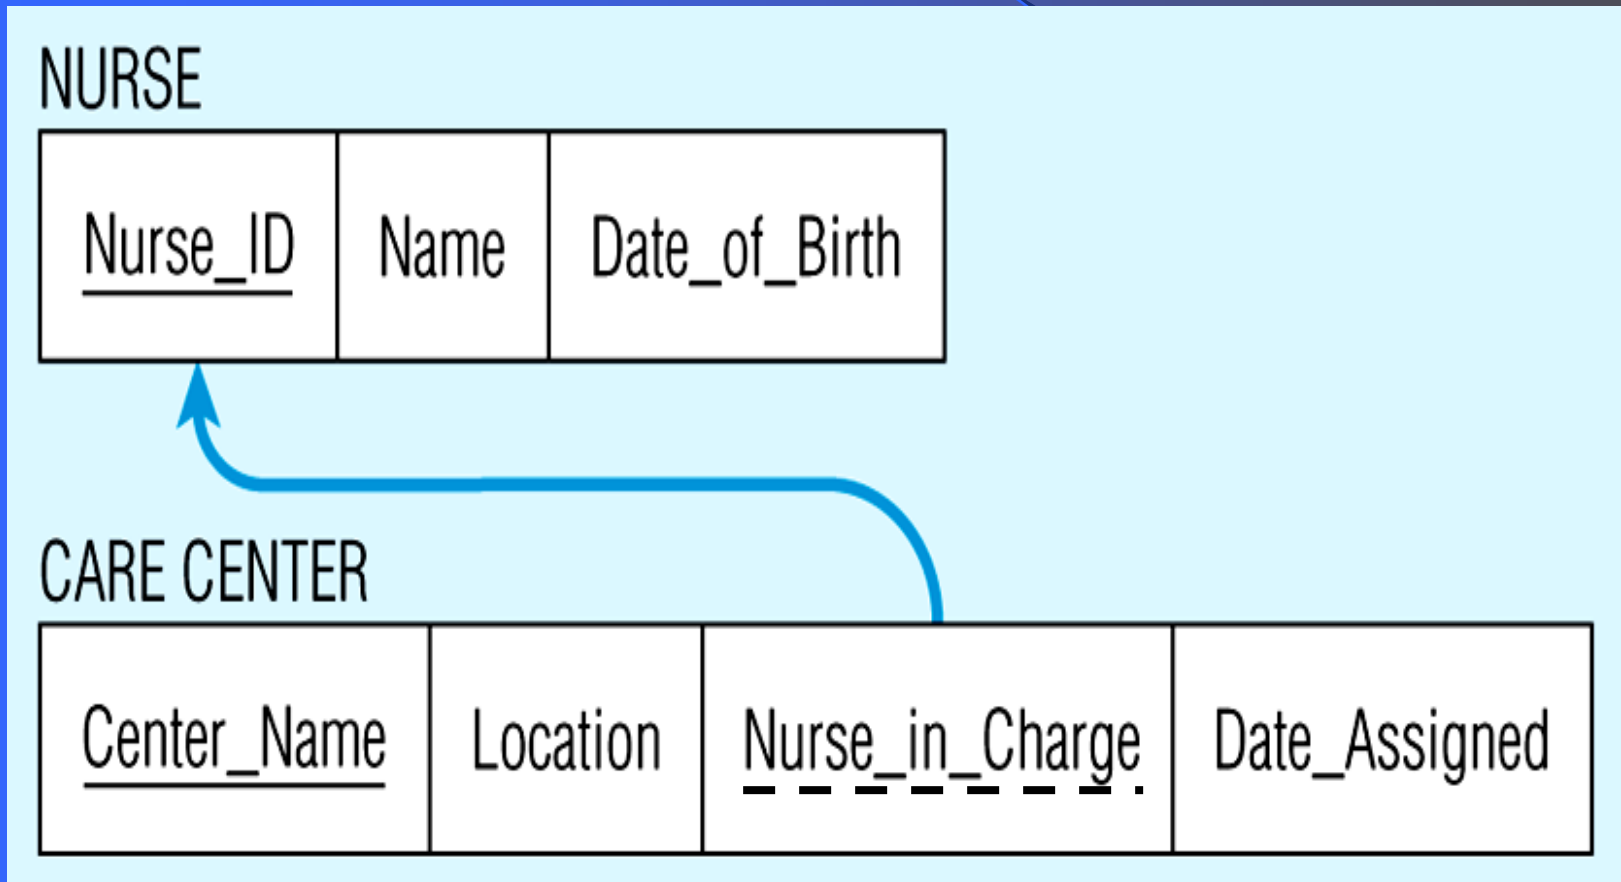 NURSE
Nurse_ID Name Date_of_Birth
CARE CENTER
Center_Name Location Nurse_in_Charge Date_Assigned